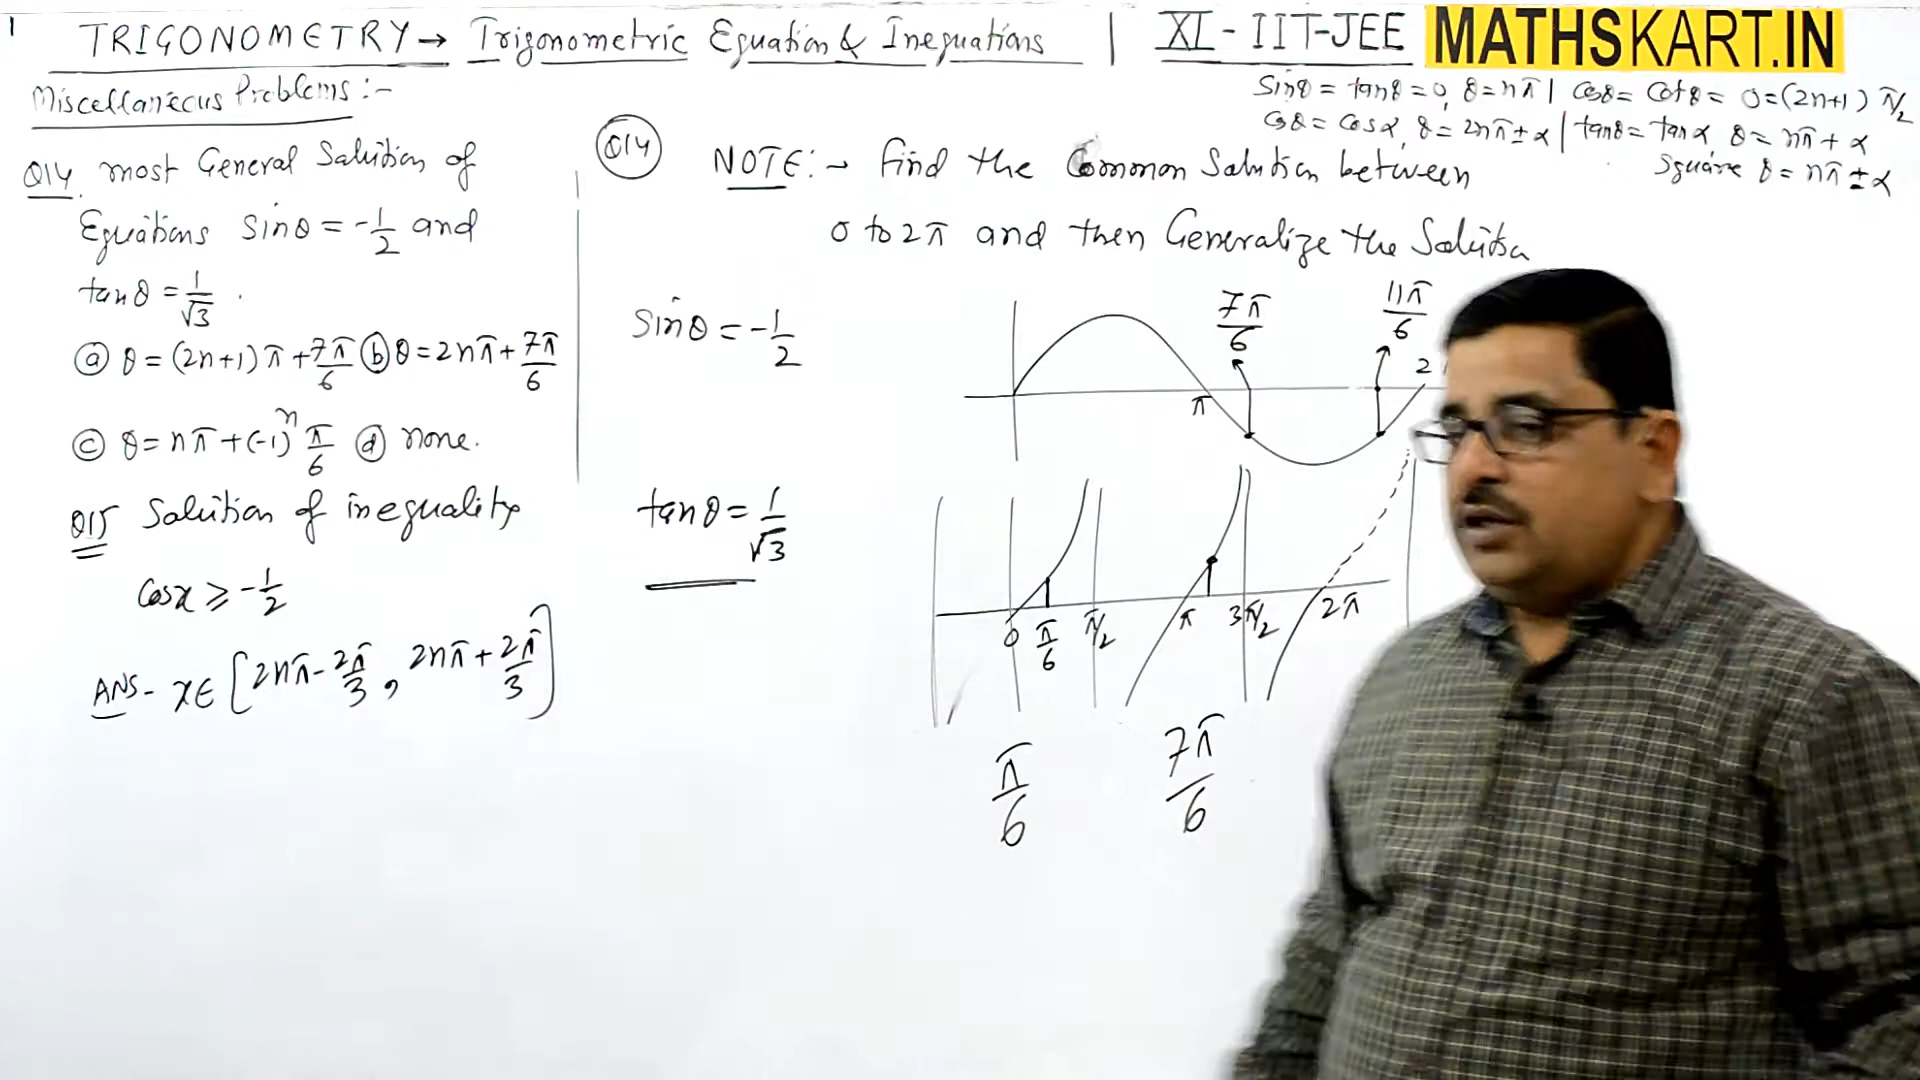 1
TRIGONOMETRY → Trigonometric Equation & Inequations | XI - IIT-JEE
MATHSKART.IN
Miscellaneous Problems :-
Sinθ = tanθ = 0, θ = nπ | Cosθ = Cotθ = 0 = (2n+1) π/2
Cosθ = Cosα, θ = 2nπ ± α | tanθ = tanα θ = nπ + α
Square θ = nπ ± α
Q14. most General Solution of
Equations Sinθ = -1/2 and
tanθ = 1/√3 .
(a) θ = (2n+1)π + 7π/6 (b) θ = 2nπ + 7π/6
(c) θ = nπ + (-1)^n π/6 (d) none.
Q15 Solution of inequality
Cosx ≥ -1/2
ANS - x ∈ [2nπ - 2π/3, 2nπ + 2π/3]
Q14
NOTE :→ Find the Common Solution between
0 to 2π and then Generalize the Solution
Sinθ = -1/2
7π/6
11π/6
π
2
tanθ = 1/√3
0 π/6 π/2 π 3π/2 2π
π/6
7π/6